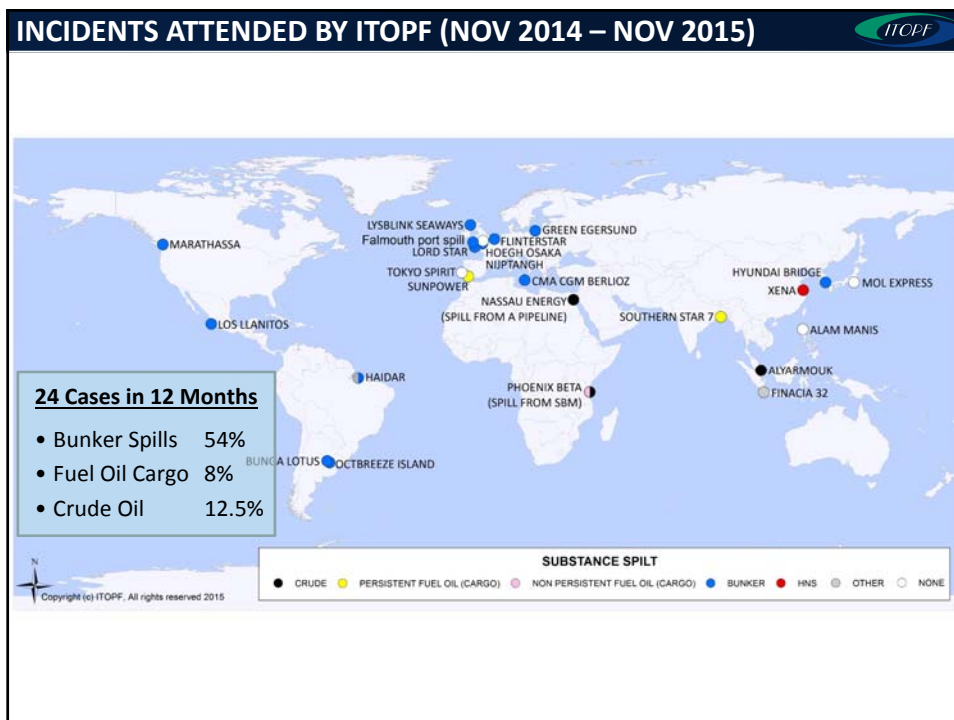 INCIDENTS ATTENDED BY ITOPF (NOV 2014 – NOV 2015)
ITOPF
LYSBLINK SEAWAYS
GREEN EGERSUND
MARATHASSA
Falmouth port spill
FLINTERSTAR
LORD STAR
HOEGH OSAKA
NIJPTANGH
TOKYO SPIRIT
SUNPOWER
CMA CGM BERLIOZ
HYUNDAI BRIDGE
MOL EXPRESS
XENA
NASSAU ENERGY
(SPILL FROM A PIPELINE)
SOUTHERN STAR 7
LOS LLANITOS
ALAM MANIS
HAIDAR
ALYARMOUK
PHOENIX BETA
(SPILL FROM SBM)
FINACIA 32
24 Cases in 12 Months
• Bunker Spills 54%
• Fuel Oil Cargo 8%
• Crude Oil 12.5%
BUNGA LOTUS
OCTBREEZE ISLAND
SUBSTANCE SPILT
CRUDE
PERSISTENT FUEL OIL (CARGO)
NON PERSISTENT FUEL OIL (CARGO)
BUNKER
HNS
OTHER
NONE
N
Copyright (c) ITOPF, All rights reserved 2015